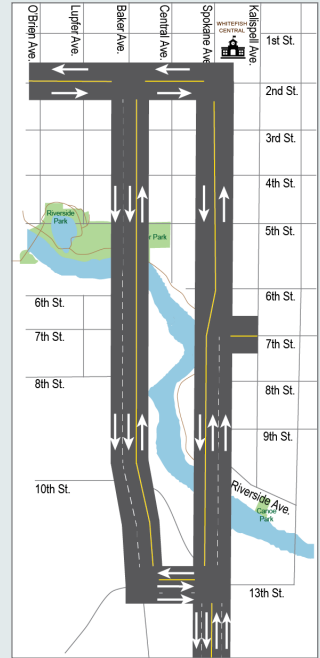 O'Brien Ave.
Lupfer Ave.
Baker Ave.
Central Ave.
Spokane Ave
Kalispell Ave.
WHITEFISH
CENTRAL
1st St.
2nd St.
3rd St.
4th St.
Riverside
Park
r Park
5th St.
6th St.
6th St.
7th St.
7th St.
8th St.
8th St.
9th St.
10th St.
Riverside Ave.
Canoe
Park
13th St.